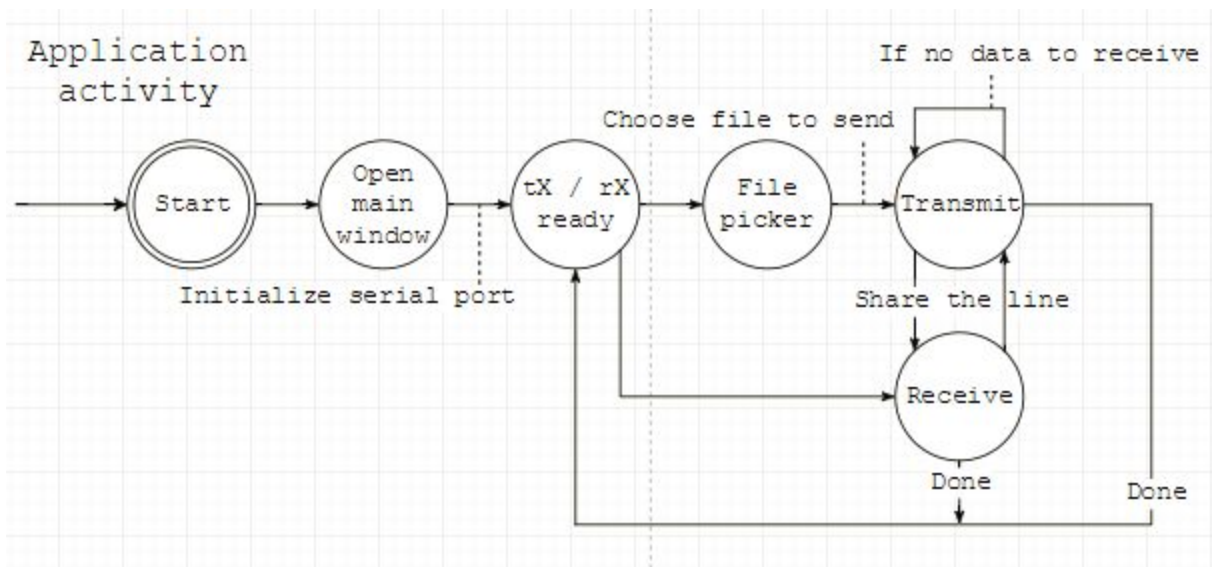 Application
activity
If no data to receive
Choose file to send
Start
Open
main
window
tX / rX
ready
File
picker
Transmit
Initialize serial port
Share the line
Receive
Done
Done